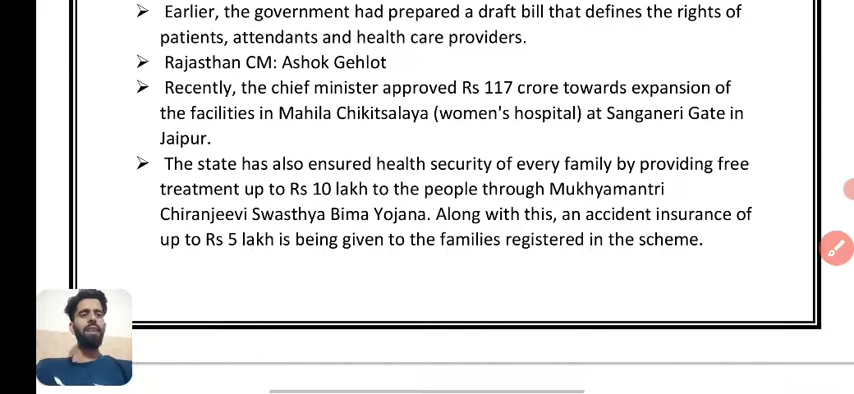 ➢ Earlier, the government had prepared a draft bill that defines the rights of
patients, attendants and health care providers.
➢ Rajasthan CM: Ashok Gehlot
➢ Recently, the chief minister approved Rs 117 crore towards expansion of
the facilities in Mahila Chikitsalaya (women's hospital) at Sanganeri Gate in
Jaipur.
➢ The state has also ensured health security of every family by providing free
treatment up to Rs 10 lakh to the people through Mukhyamantri
Chiranjeevi Swasthya Bima Yojana. Along with this, an accident insurance of
up to Rs 5 lakh is being given to the families registered in the scheme.